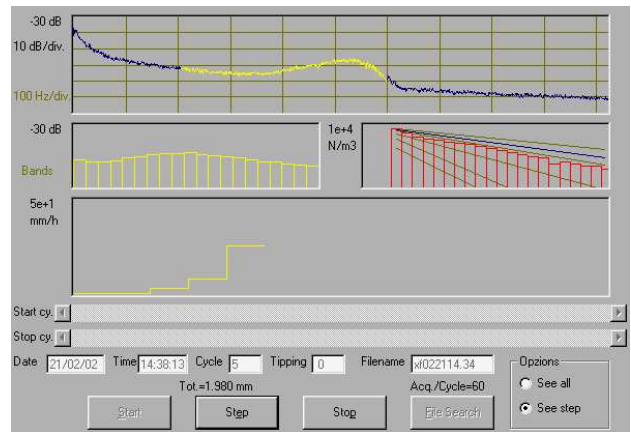 -30 dB
10 dB/div.
100 Hz/div.
-30 dB
Bands
1e+4
N/m3
5e+1
mm/h
Start cy.
Stop cy.
Date 21/02/02 Time 14:38:13 Cycle 5 Tipping 0 Filename xf022114.34
Tot.=1.980 mm Acq./Cycle=60
Opzions
See all
See step
Start Step Stop File Search